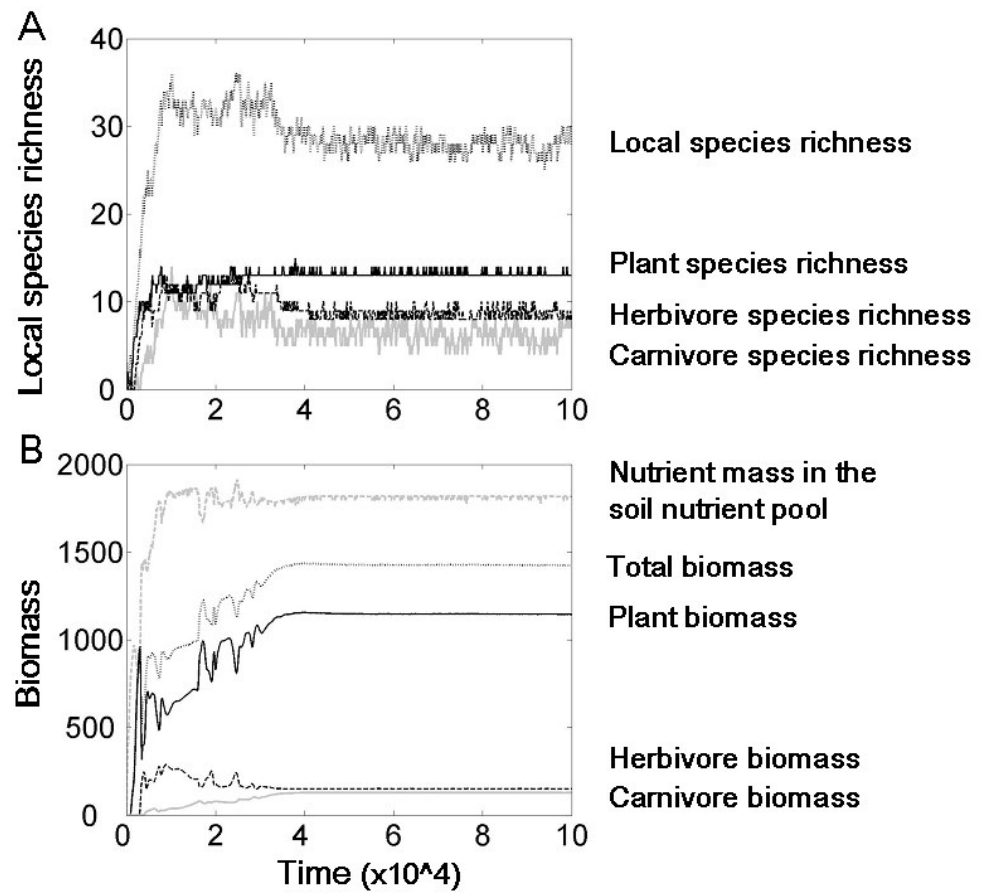 A
Local species richness
40
30
20
10
0
0 2 4 6 8 10
Local species richness
Plant species richness
Herbivore species richness
Carnivore species richness
B
Biomass
2000
1500
1000
500
0
0 2 4 6 8 10
Time (x10^4)
Nutrient mass in the
soil nutrient pool
Total biomass
Plant biomass
Herbivore biomass
Carnivore biomass